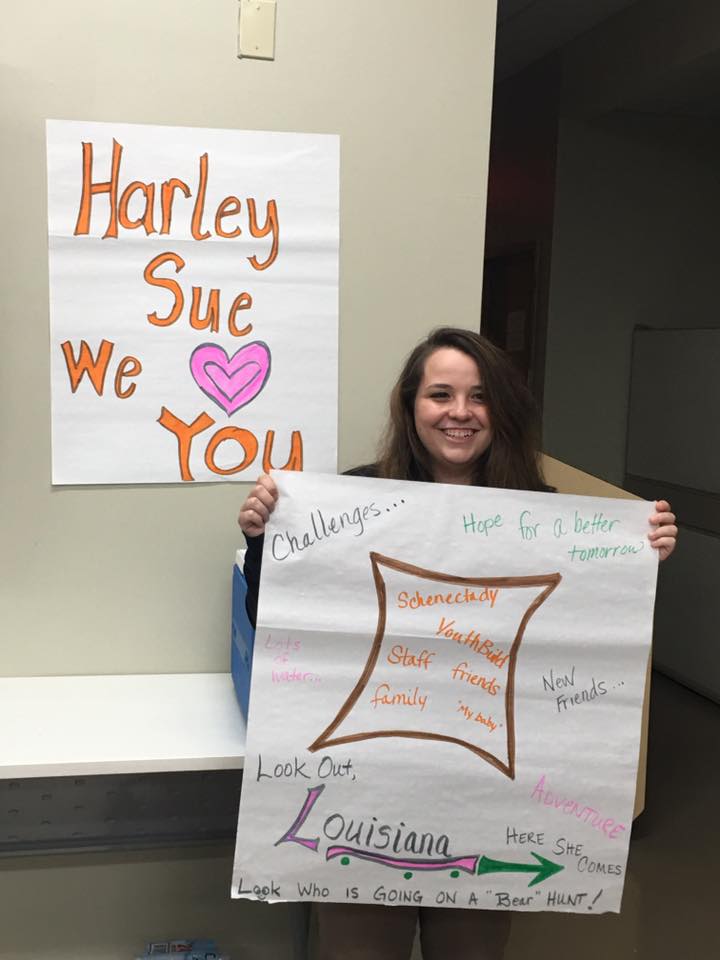 Harley
Sue
We
You
Challenges...
Hope for a better
tomorrow
Schenectady
YouthBuild
Staff friends
family "My baby"
Lots
of
water...
New
Friends...
Look Out,
ADVENTURE
Louisiana
HERE SHE
COMES
Look WHO IS GOING ON A "Bear" HUNT!